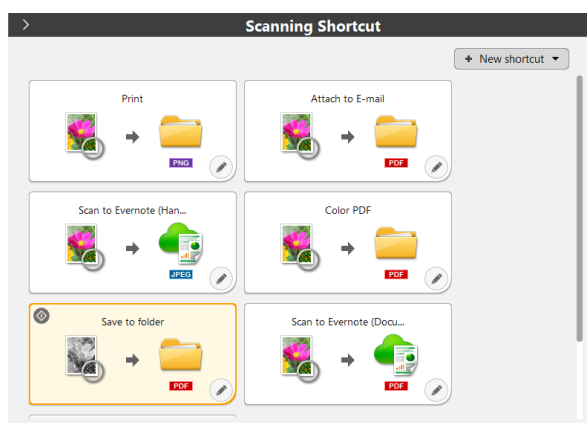 Scanning Shortcut
+ New shortcut
Print
PNG
Attach to E-mail
PDF
Scan to Evernote (Han...
JPEG
Color PDF
PDF
Save to folder
PDF
Scan to Evernote (Docu...
PDF